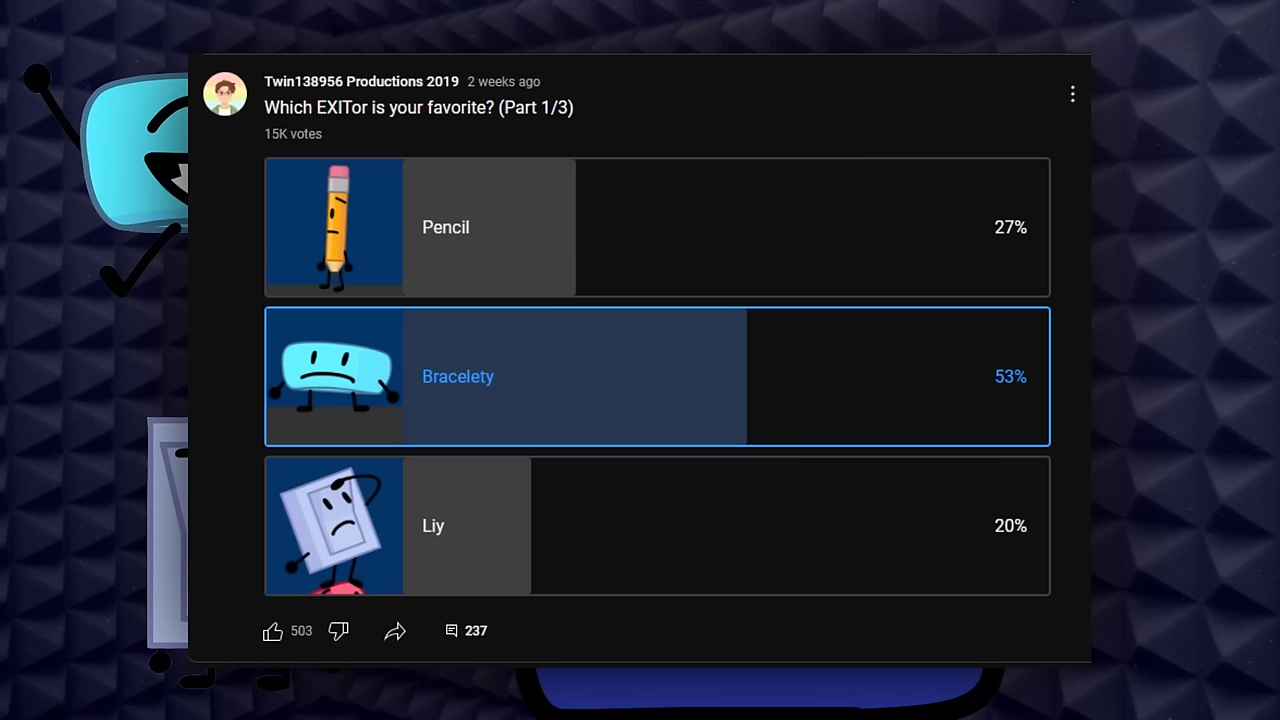 Twin138956 Productions 2019 2 weeks ago
Which EXITor is your favorite? (Part 1/3)
15K votes
Pencil 27%
Bracelety 53%
Liy 20%
503 237